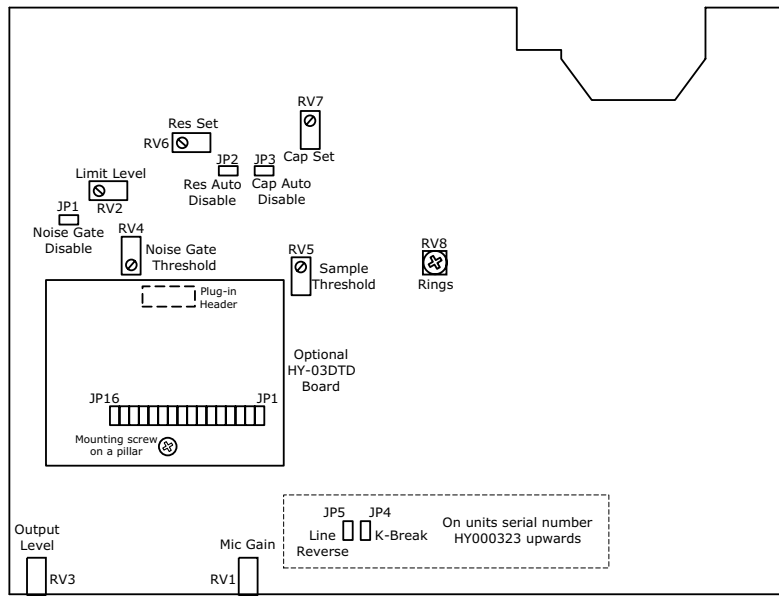 RV7
Res Set
RV6
Cap Set
JP2
JP3
Res Auto
Disable
Cap Auto
Disable
Limit Level
RV2
JP1
Noise Gate
Disable
RV4
Noise Gate
Threshold
RV5
Sample
Threshold
RV8
Rings
Plug-in
Header
Optional
HY-03DTD
Board
JP16
JP1
Mounting screw
on a pillar
JP5
JP4
Line
Reverse
K-Break
On units serial number
HY000323 upwards
Output
Level
RV3
Mic Gain
RV1